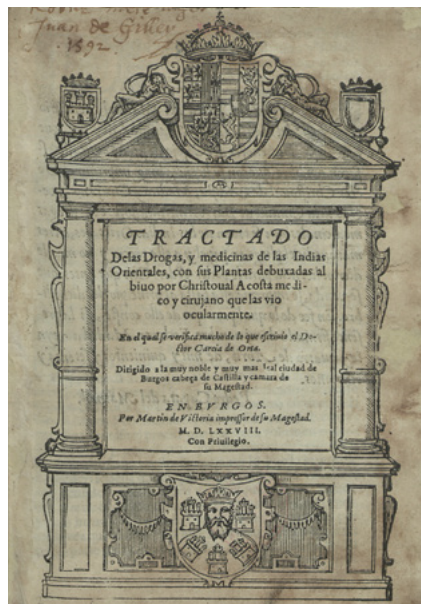 Juan de
1592.
TRACTADO
Delas Drogas, y medicinas de las Indias
Orientales, con sus Plantas debuxadas al
biuo por Christoual Acosta medi-
co y cirujano que las vio
ocularmente.
En el qual se verifica mucho de lo que escriuio el Do-
ctor Garcia de Orta.
Dirigido a la muy noble y muy mas leal ciudad de
Burgos cabeça de Castilla y camara de
su Magestad.
EN BVRGOS.
Por Martin de Victoria impressor de su Magestad.
M. D. LXXVIII.
Con Priuilegio.